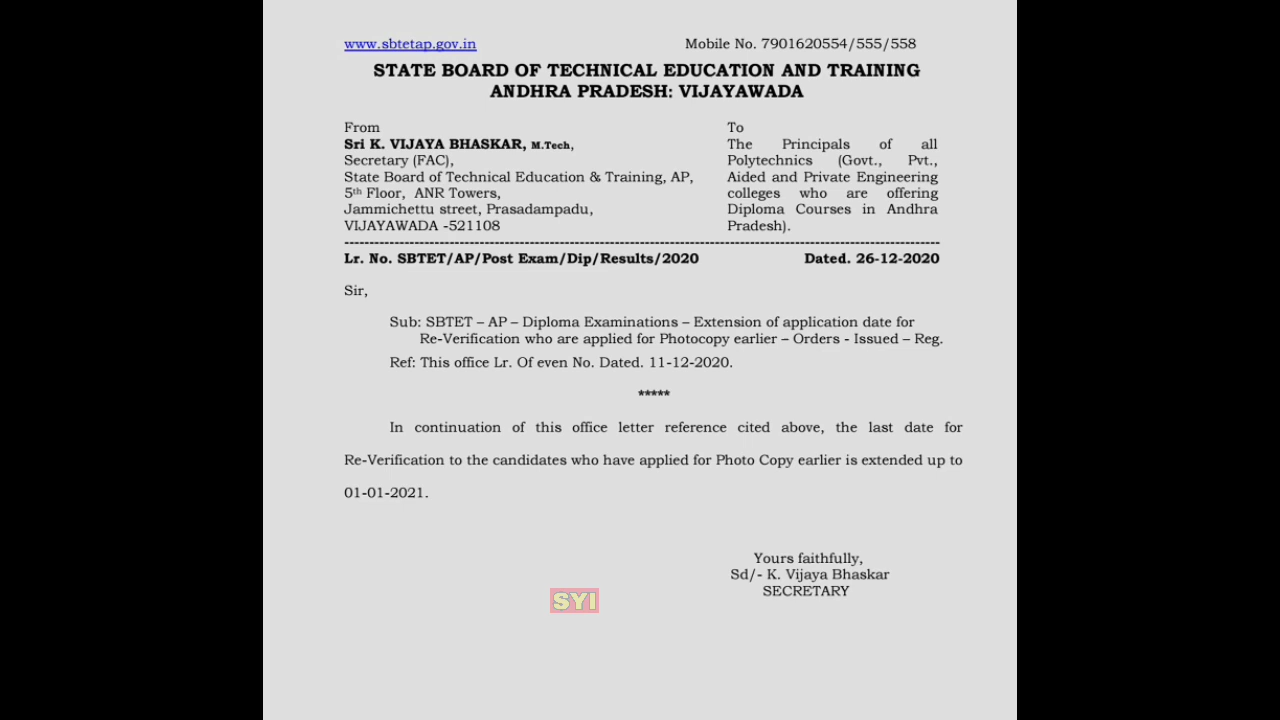 www.sbtetap.gov.in Mobile No. 7901620554/555/558
STATE BOARD OF TECHNICAL EDUCATION AND TRAINING
ANDHRA PRADESH: VIJAYAWADA
From
Sri K. VIJAYA BHASKAR, M.Tech,
Secretary (FAC),
State Board of Technical Education & Training, AP,
5th Floor, ANR Towers,
Jammichettu street, Prasadampadu,
VIJAYAWADA -521108
To
The Principals of all
Polytechnics (Govt., Pvt.,
Aided and Private Engineering
colleges who are offering
Diploma Courses in Andhra
Pradesh).
Lr. No. SBTET/AP/Post Exam/Dip/Results/2020 Dated. 26-12-2020
Sir,
Sub: SBTET – AP – Diploma Examinations – Extension of application date for
Re-Verification who are applied for Photocopy earlier – Orders - Issued – Reg.
Ref: This office Lr. Of even No. Dated. 11-12-2020.
*****
In continuation of this office letter reference cited above, the last date for
Re-Verification to the candidates who have applied for Photo Copy earlier is extended up to
01-01-2021.
Yours faithfully,
Sd/- K. Vijaya Bhaskar
SECRETARY
SYI